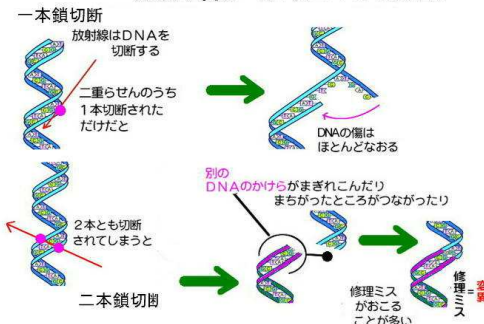 一本鎖切断
放射線はDNAを
切断する
二重らせんのうち
1本切断された
だけだと
DNAの傷は
ほとんどなおる
別の
DNAのかけらがまぎれこんだり
まちがったところがつながったり
2本とも切断
されてしまうと
二本鎖切断
修理ミス
がおこる
ことが多い
修理ミス
=
変異